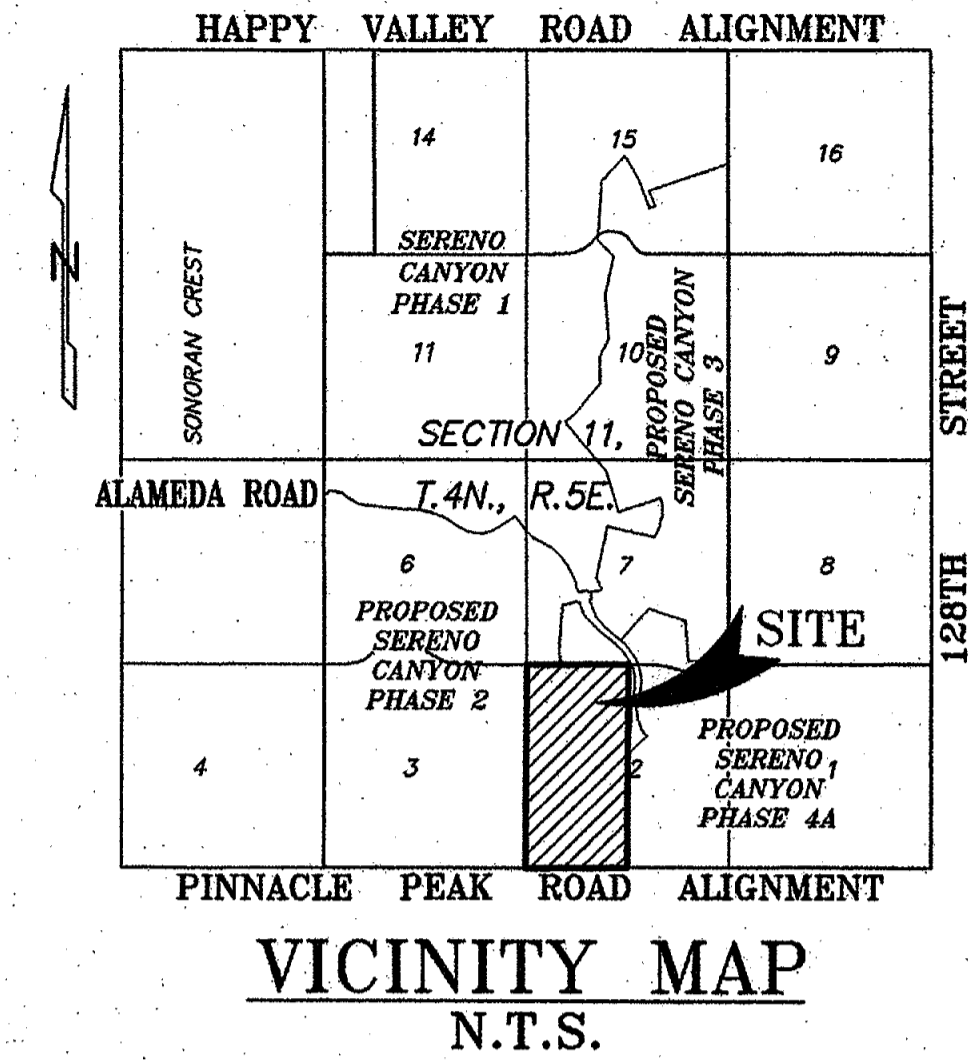 HAPPY VALLEY ROAD ALIGNMENT
N
14
15
16
SERENO
CANYON
PHASE 1
SONORAN CREST
11
10
9
PROPOSED
SERENO CANYON
PHASE 3
STREET
SECTION 11,
ALAMEDA ROAD
T.4N., R.5E.
6
7
8
128TH
PROPOSED
SERENO
CANYON
PHASE 2
SITE
4
3
2
1
PROPOSED
SERENO
CANYON
PHASE 4A
PINNACLE PEAK ROAD ALIGNMENT
VICINITY MAP
N.T.S.